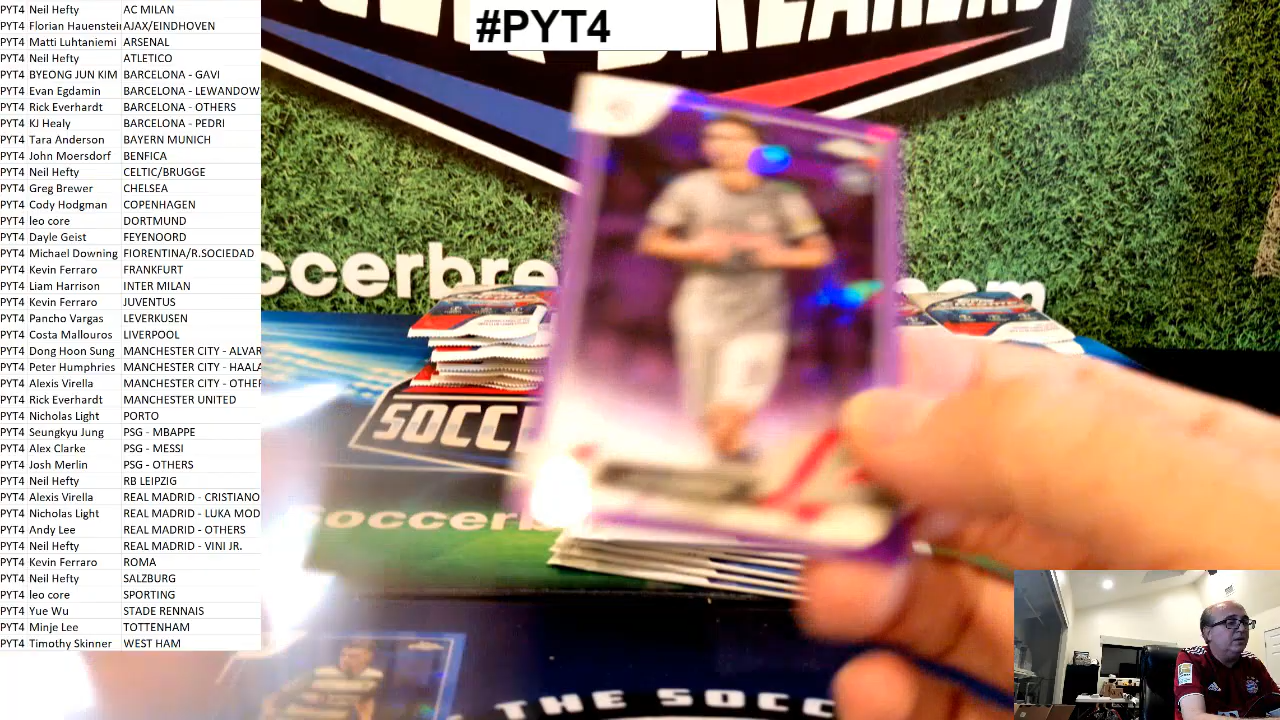 #PYT4
PYT4 Neil Hefty AC MILAN
PYT4 Florian Hauenstein AJAX/EINDHOVEN
PYT4 Matti Luhtaniemi ARSENAL
PYT4 Neil Hefty ATLETICO
PYT4 BYEONG JUN KIM BARCELONA - GAVI
PYT4 Evan Egdamin BARCELONA - LEWANDOW
PYT4 Rick Everhardt BARCELONA - OTHERS
PYT4 KJ Healy BARCELONA - PEDRI
PYT4 Tara Anderson BAYERN MUNICH
PYT4 John Moersdorf BENFICA
PYT4 Neil Hefty CELTIC/BRUGGE
PYT4 Greg Brewer CHELSEA
PYT4 Cody Hodgman COPENHAGEN
PYT4 leo core DORTMUND
PYT4 Dayle Geist FEYENOORD
PYT4 Michael Downing FIORENTINA/R.SOCIEDAD
PYT4 Kevin Ferraro FRANKFURT
PYT4 Liam Harrison INTER MILAN
PYT4 Kevin Ferraro JUVENTUS
PYT4 Pancho Vargas LEVERKUSEN
PYT4 Costa Mallouros LIVERPOOL
PYT4 Dong Hoom Sung MANCHESTER CITY - ALVAR
PYT4 Peter Humphries MANCHESTER CITY - HAALA
PYT4 Alexis Virella MANCHESTER CITY - OTHER
PYT4 Rick Everhardt MANCHESTER UNITED
PYT4 Nicholas Light PORTO
PYT4 Seungkyu Jung PSG - MBAPPE
PYT4 Alex Clarke PSG - MESSI
PYT4 Josh Merlin PSG - OTHERS
PYT4 Neil Hefty RB LEIPZIG
PYT4 Alexis Virella REAL MADRID - CRISTIANO
PYT4 Nicholas Light REAL MADRID - LUKA MOD
PYT4 Andy Lee REAL MADRID - OTHERS
PYT4 Neil Hefty REAL MADRID - VINI JR.
PYT4 Kevin Ferraro ROMA
PYT4 Neil Hefty SALZBURG
PYT4 leo core SPORTING
PYT4 Yue Wu STADE RENNAIS
PYT4 Minje Lee TOTTENHAM
PYT4 Timothy Skinner WEST HAM
ccerbre
SOCC
soccerb
THE SOCC